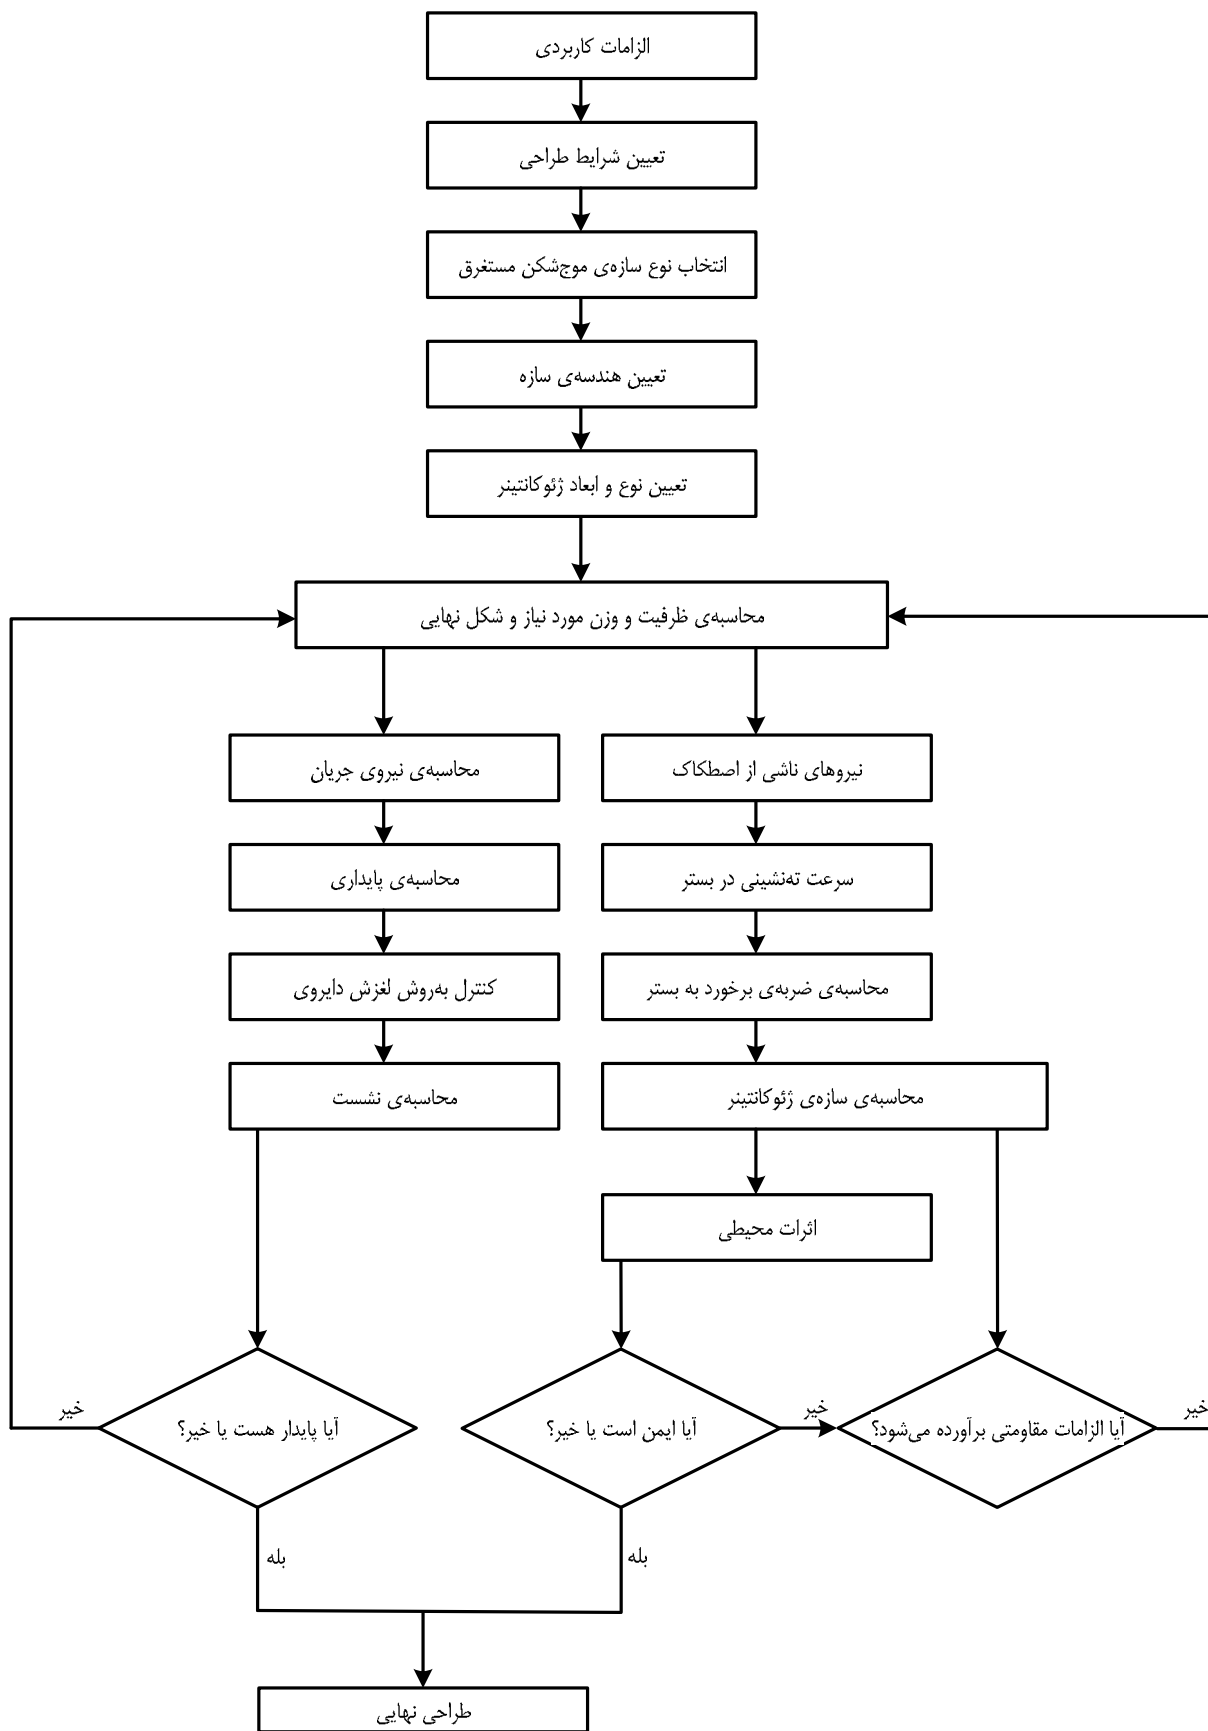 الزامات کاربردی
تعیین شرایط طراحی
انتخاب نوع سازه‌ی موج‌شکن مستغرق
تعیین هندسه‌ی سازه
تعیین نوع و ابعاد ژئوکانتینر
محاسبه‌ی ظرفیت و وزن مورد نیاز و شکل نهایی
نیروهای ناشی از اصطکاک
محاسبه‌ی نیروی جریان
سرعت ته‌نشینی در بستر
محاسبه‌ی پایداری
محاسبه‌ی ضربه‌ی برخورد به بستر
کنترل به‌روش لغزش دایروی
محاسبه‌ی سازه‌ی ژئوکانتینر
محاسبه‌ی نشست
اثرات محیطی
خیر
آیا الزامات مقاومتی برآورده می‌شود؟
خیر
آیا ایمن است یا خیر؟
آیا پایدار هست یا خیر؟
خیر
بله
بله
طراحی نهایی